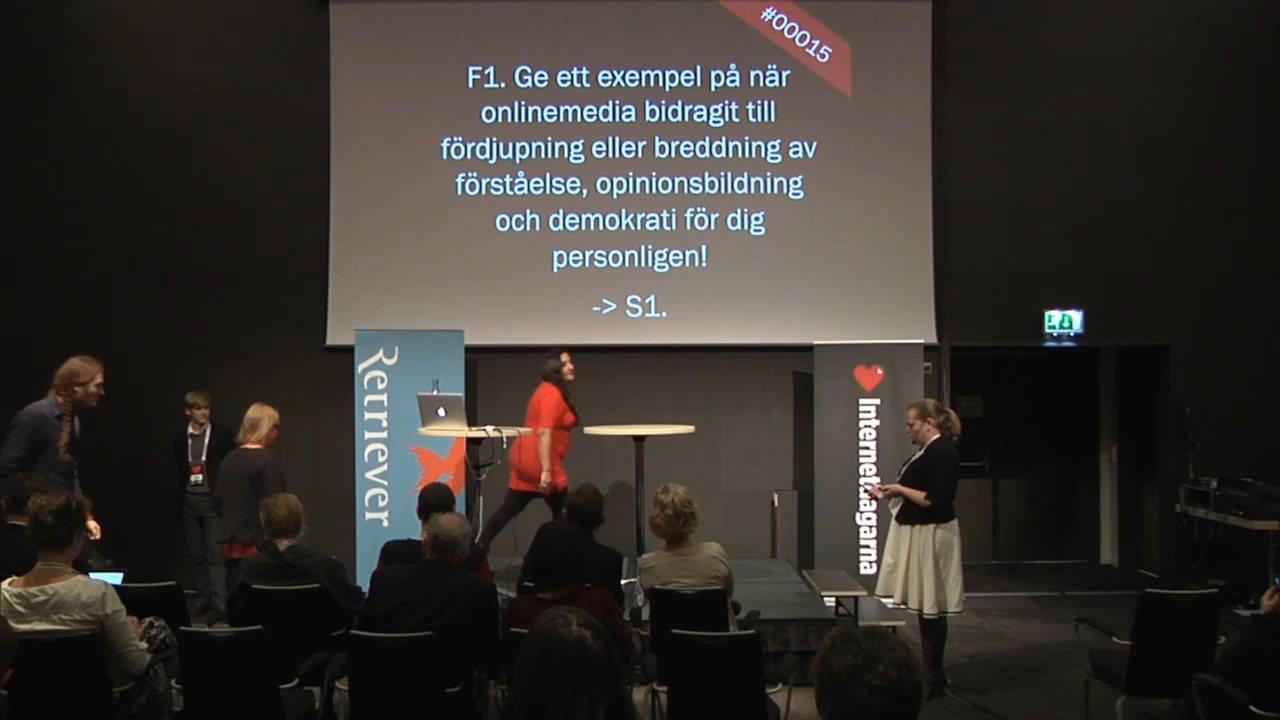 #00015
F1. Ge ett exempel på när
onlinemedia bidragit till
fördjupning eller breddning av
förståelse, opinionsbildning
och demokrati för dig
personligen!
-> S1.
Retriever
Internetdagarna